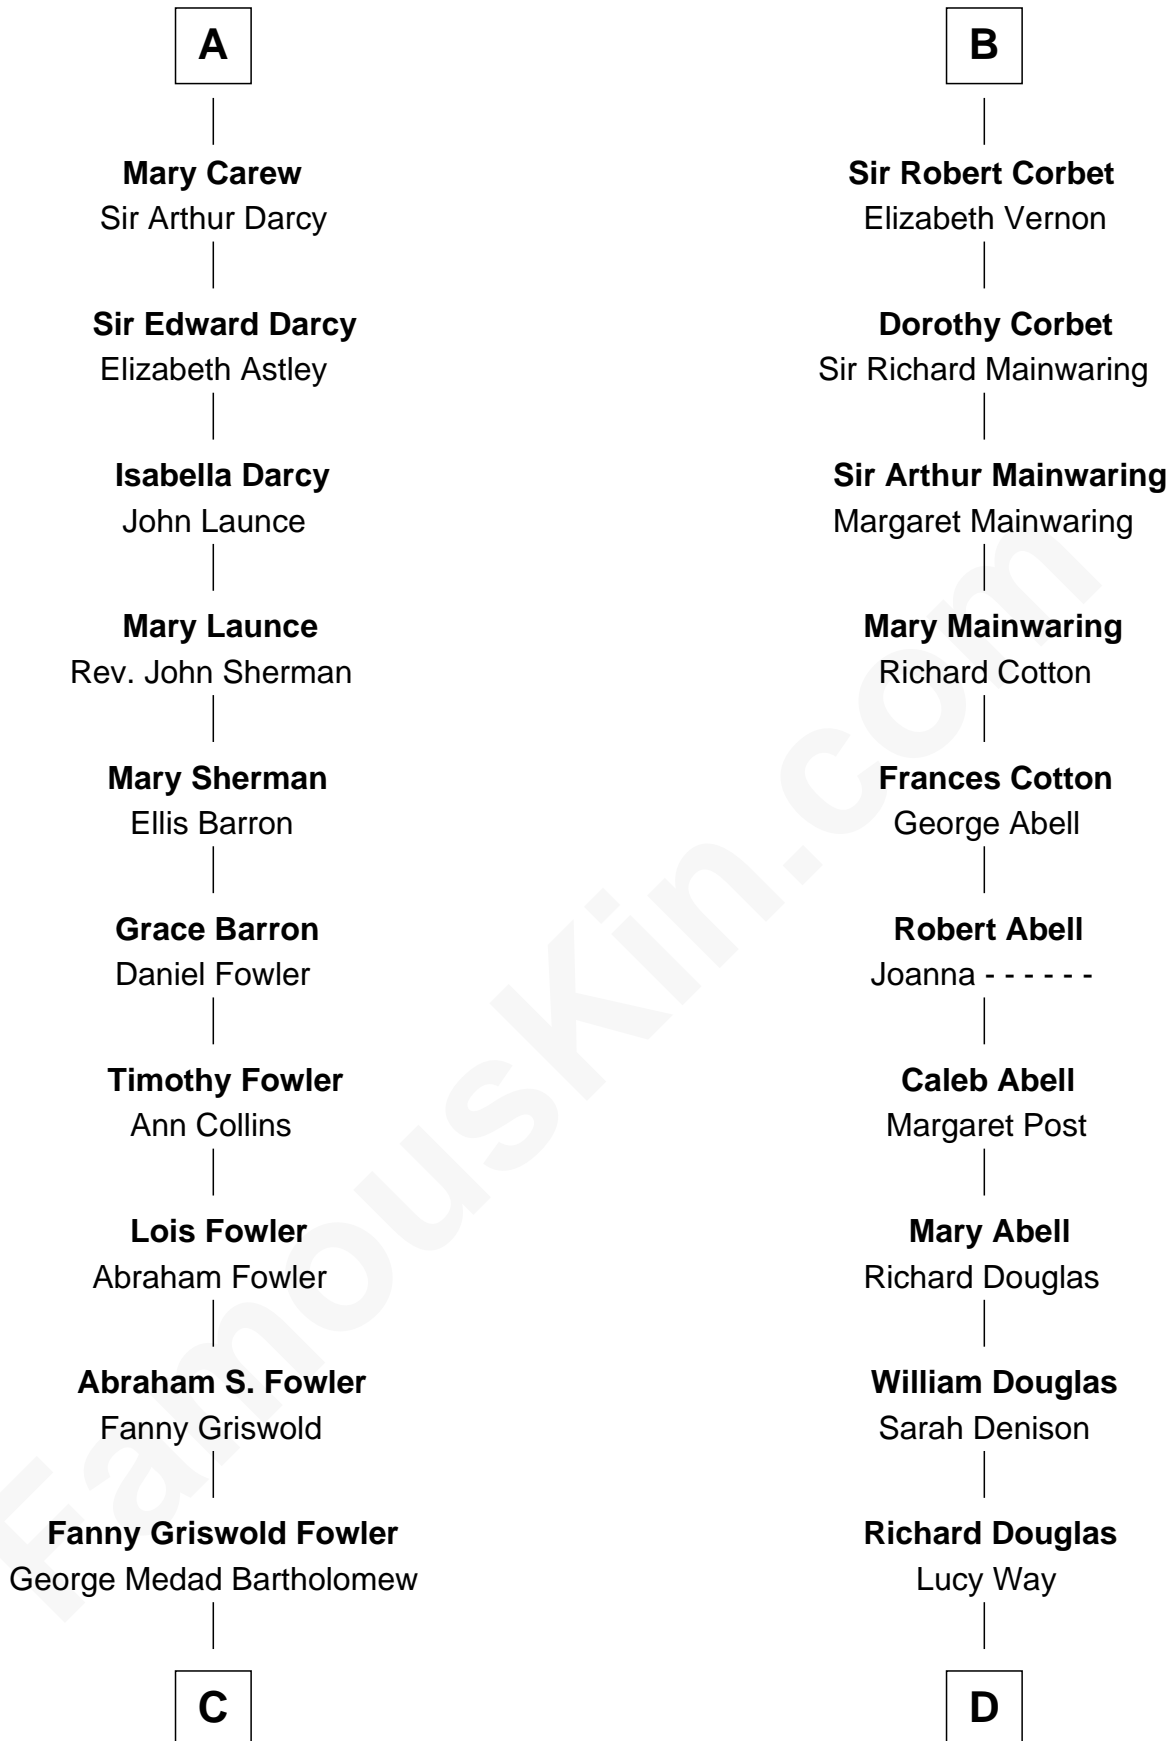 A
Mary Carew
Sir Arthur Darcy
Sir Edward Darcy
Elizabeth Astley
Isabella Darcy
John Launce
Mary Launce
Rev. John Sherman
Mary Sherman
Ellis Barron
Grace Barron
Daniel Fowler
Timothy Fowler
Ann Collins
Lois Fowler
Abraham Fowler
Abraham S. Fowler
Fanny Griswold
Fanny Griswold Fowler
George Medad Bartholomew
C
B
Sir Robert Corbet
Elizabeth Vernon
Dorothy Corbet
Sir Richard Mainwaring
Sir Arthur Mainwaring
Margaret Mainwaring
Mary Mainwaring
Richard Cotton
Frances Cotton
George Abell
Robert Abell
Joanna - - - - - -
Caleb Abell
Margaret Post
Mary Abell
Richard Douglas
William Douglas
Sarah Denison
Richard Douglas
Lucy Way
D
FamousKin.com